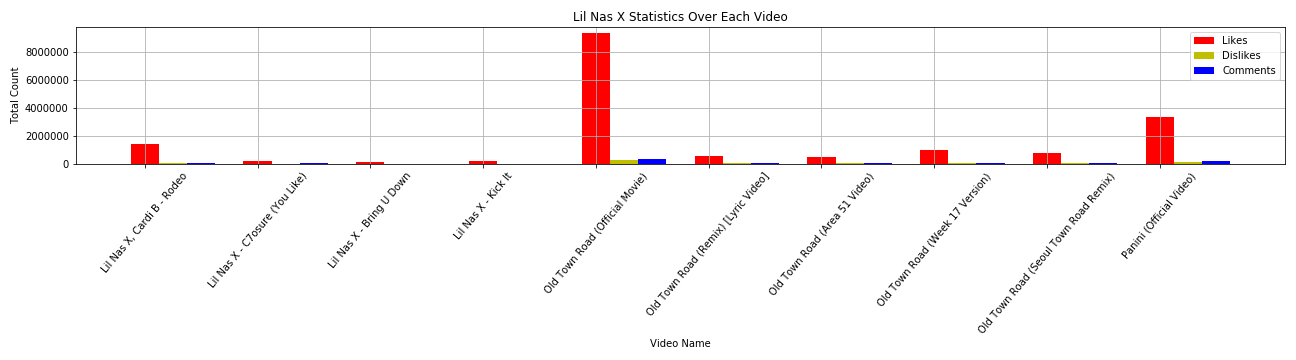 Lil Nas X Statistics Over Each Video
Total Count
8000000
6000000
4000000
2000000
0
Likes
Dislikes
Comments
Lil Nas X, Cardi B - Rodeo
Lil Nas X - C7osure (You Like)
Lil Nas X - Bring U Down
Lil Nas X - Kick It
Old Town Road (Official Movie)
Old Town Road (Remix) [Lyric Video]
Old Town Road (Area 51 Video)
Old Town Road (Week 17 Version)
Old Town Road (Seoul Town Road Remix)
Panini (Official Video)
Video Name